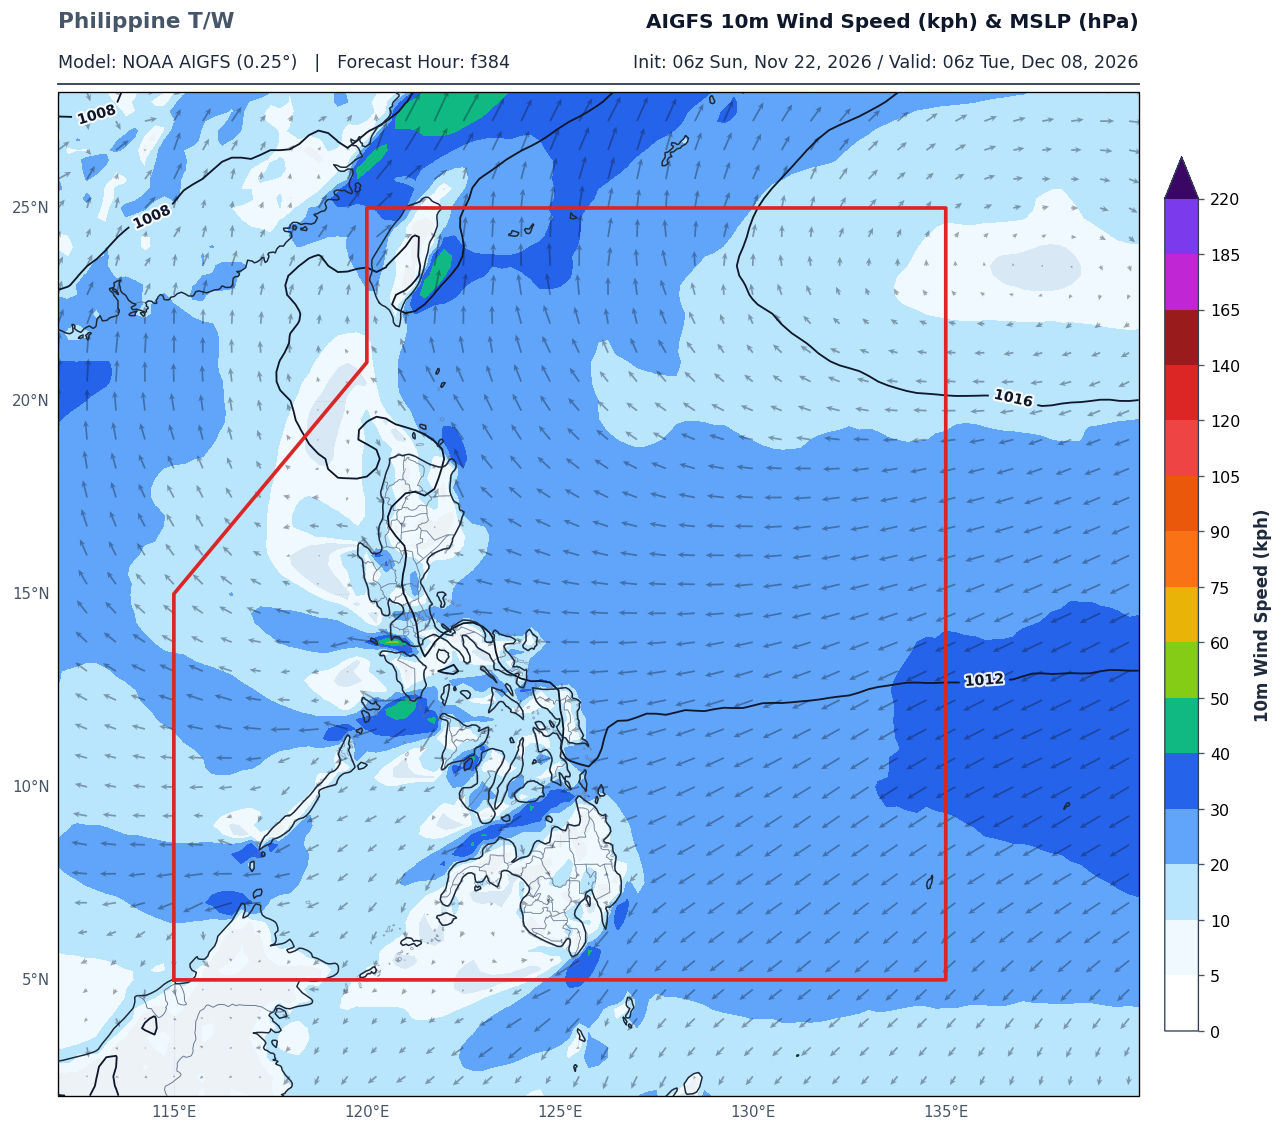 Philippine T/W
AIGFS 10m Wind Speed (kph) & MSLP (hPa)
Model: NOAA AIGFS (0.25°) | Forecast Hour: f384
Init: 06z Sun, Nov 22, 2026 / Valid: 06z Tue, Dec 08, 2026
1008
1008
1016
1012
25°N
20°N
15°N
10°N
5°N
115°E
120°E
125°E
130°E
135°E
220
185
165
140
120
105
90
75
60
50
40
30
20
10
5
0
10m Wind Speed (kph)